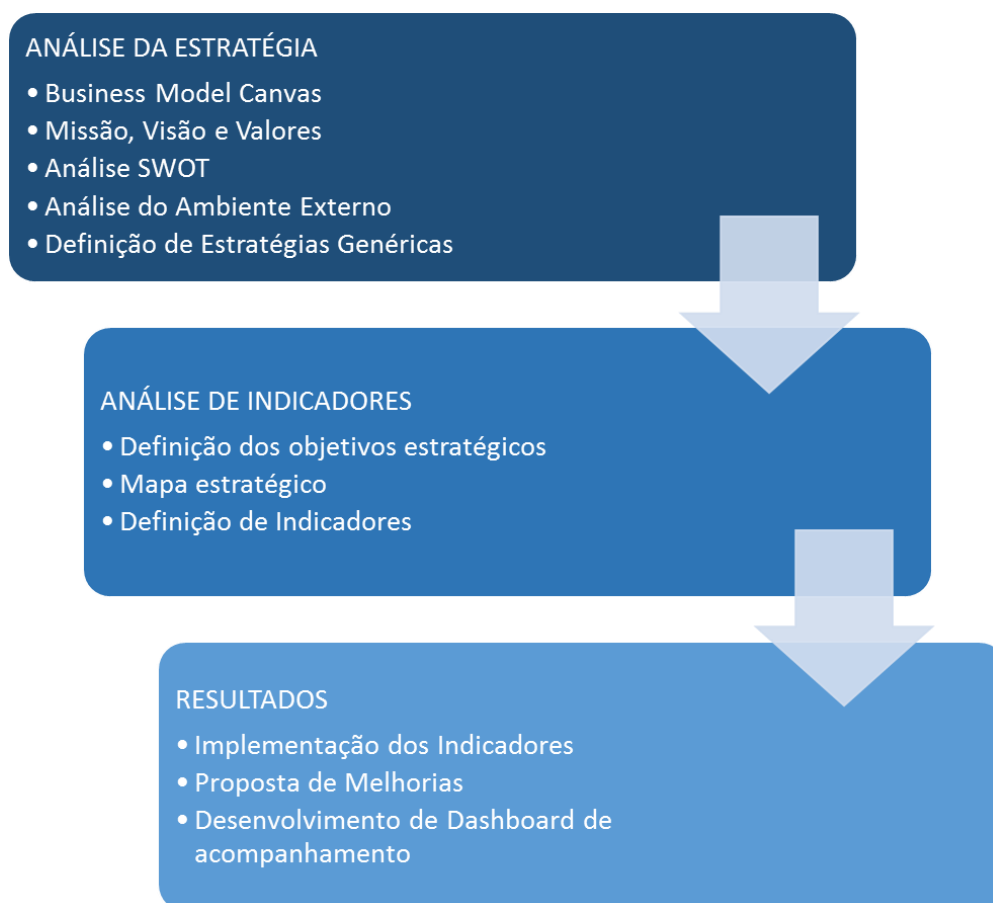 ANÁLISE DA ESTRATÉGIA
• Business Model Canvas
• Missão, Visão e Valores
• Análise SWOT
• Análise do Ambiente Externo
• Definição de Estratégias Genéricas
ANÁLISE DE INDICADORES
• Definição dos objetivos estratégicos
• Mapa estratégico
• Definição de Indicadores
RESULTADOS
• Implementação dos Indicadores
• Proposta de Melhorias
• Desenvolvimento de Dashboard de
acompanhamento